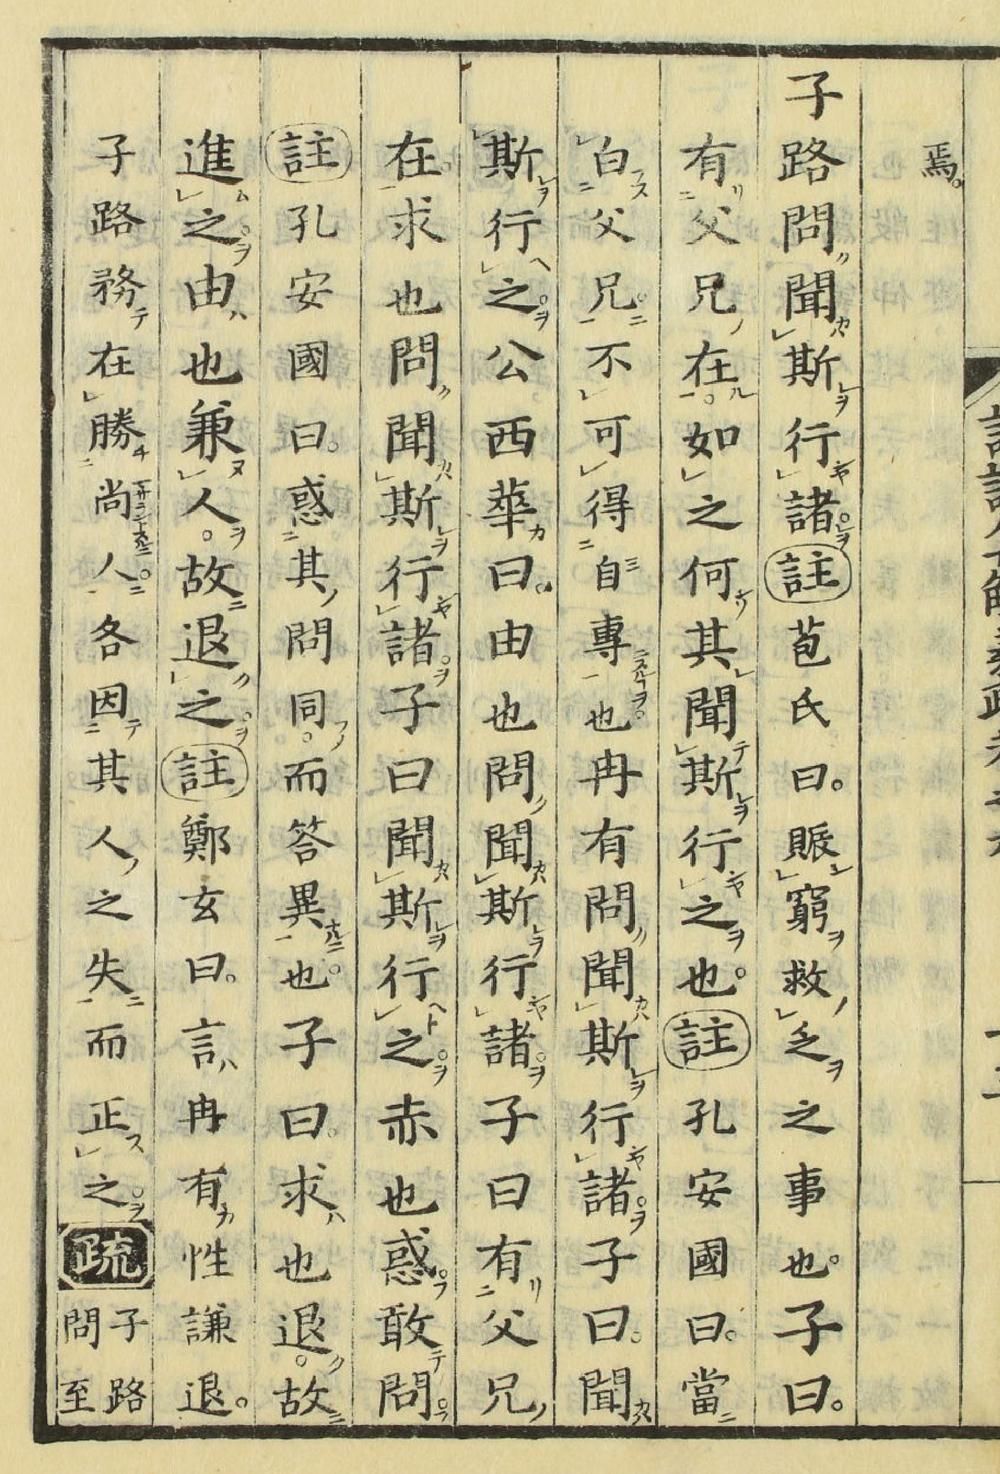 焉。
子路問聞斯行諸註苞氏曰。賑窮救乏之事也。子曰。
有父兄在。如之何其聞斯行之也。註孔安國曰。當
白父兄。不可得自專也。冉有問聞斯行諸。子曰。聞
斯行之。公西華曰。由也問聞斯行諸。子曰有父兄
在。求也問聞斯行諸。子曰聞斯行之。赤也惑。敢問。
註孔安國曰。惑其問同。而答異也。子曰。求也退。故
進之。由也兼人。故退之。註鄭玄曰。言冉有性謙退。
子路務在勝尚人。各因其人之失而正之。疏子路
問至